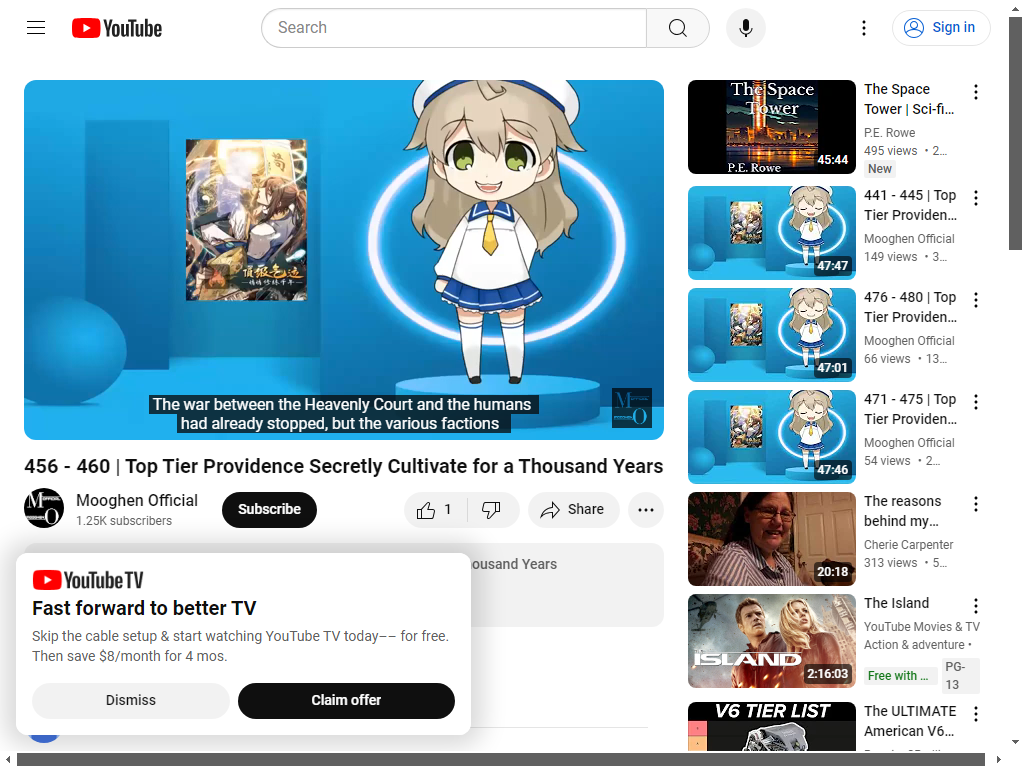 YouTube
Search
Sign in
The war between the Heavenly Court and the humans
had already stopped, but the various factions
456 - 460 | Top Tier Providence Secretly Cultivate for a Thousand Years
Mooghen Official
1.25K subscribers
Subscribe
1
Share
ousand Years
YouTube TV
Fast forward to better TV
Skip the cable setup & start watching YouTube TV today–– for free.
Then save $8/month for 4 mos.
Dismiss
Claim offer
The Space
Tower
P.E. Rowe
45:44
The Space
Tower | Sci-fi…
P.E. Rowe
495 views • 2…
New
47:47
441 - 445 | Top
Tier Providen…
Mooghen Official
149 views • 3…
47:01
476 - 480 | Top
Tier Providen…
Mooghen Official
66 views • 13…
47:46
471 - 475 | Top
Tier Providen…
Mooghen Official
54 views • 2…
20:18
The reasons
behind my…
Cherie Carpenter
313 views • 5…
THE ISLAND
2:16:03
The Island
YouTube Movies & TV
Action & adventure •
Free with …
PG-
13
V6 TIER LIST
The ULTIMATE
American V6…